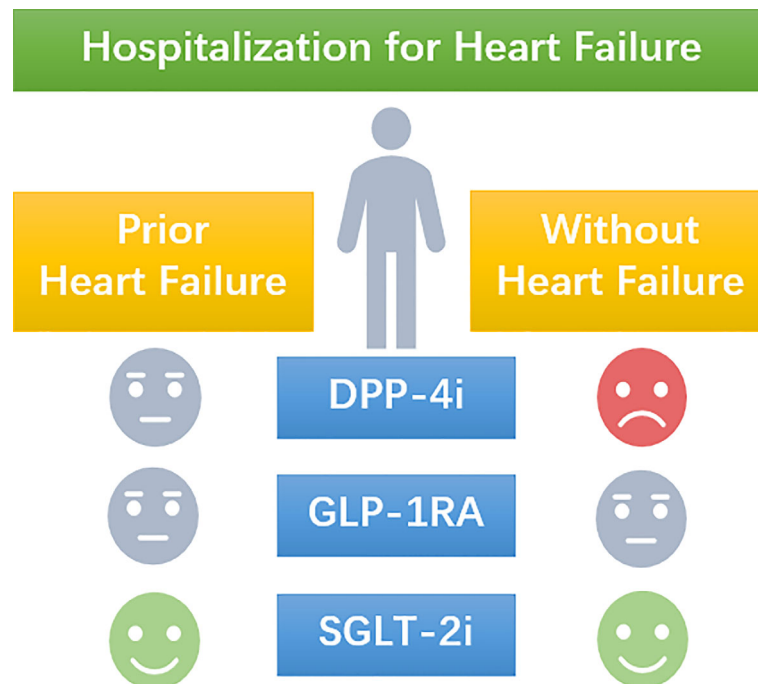 Hospitalization for Heart Failure
Prior
Heart Failure
Without
Heart Failure
DPP-4i
GLP-1RA
SGLT-2i